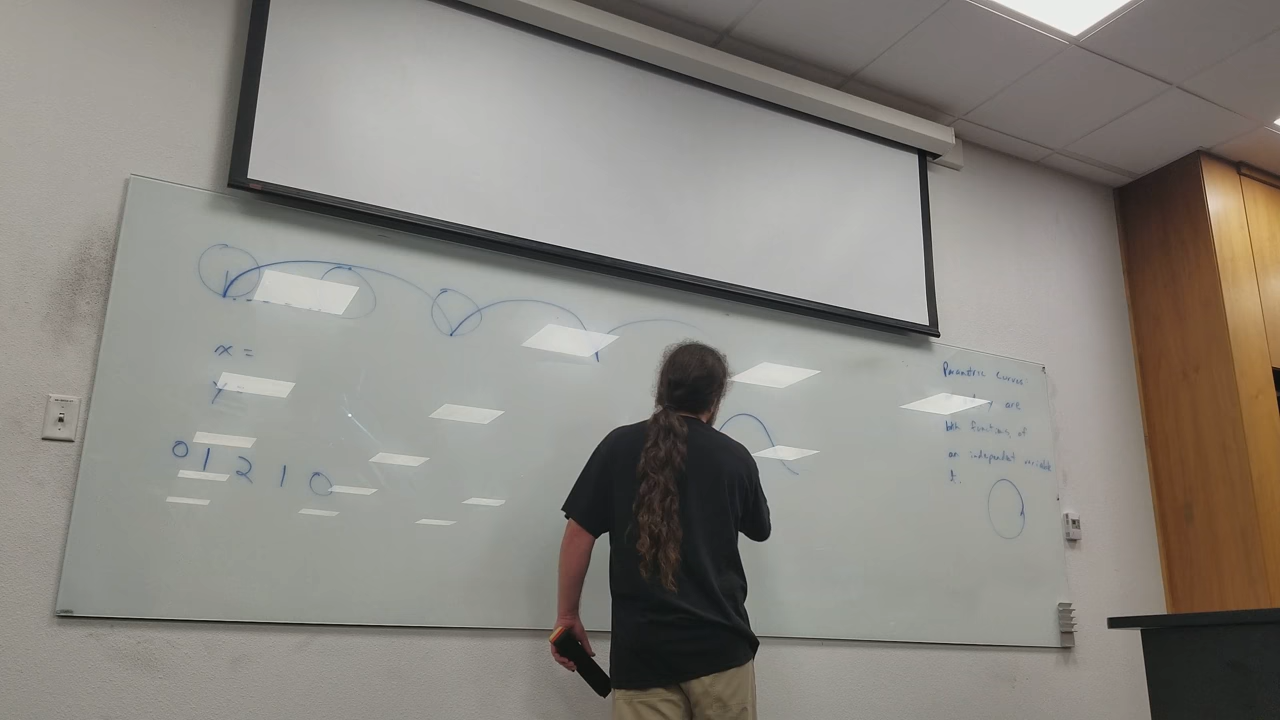 x =
y =
0 1 2 1 0
Parametric Curves:
y are
both functions of
an independent variable
t.